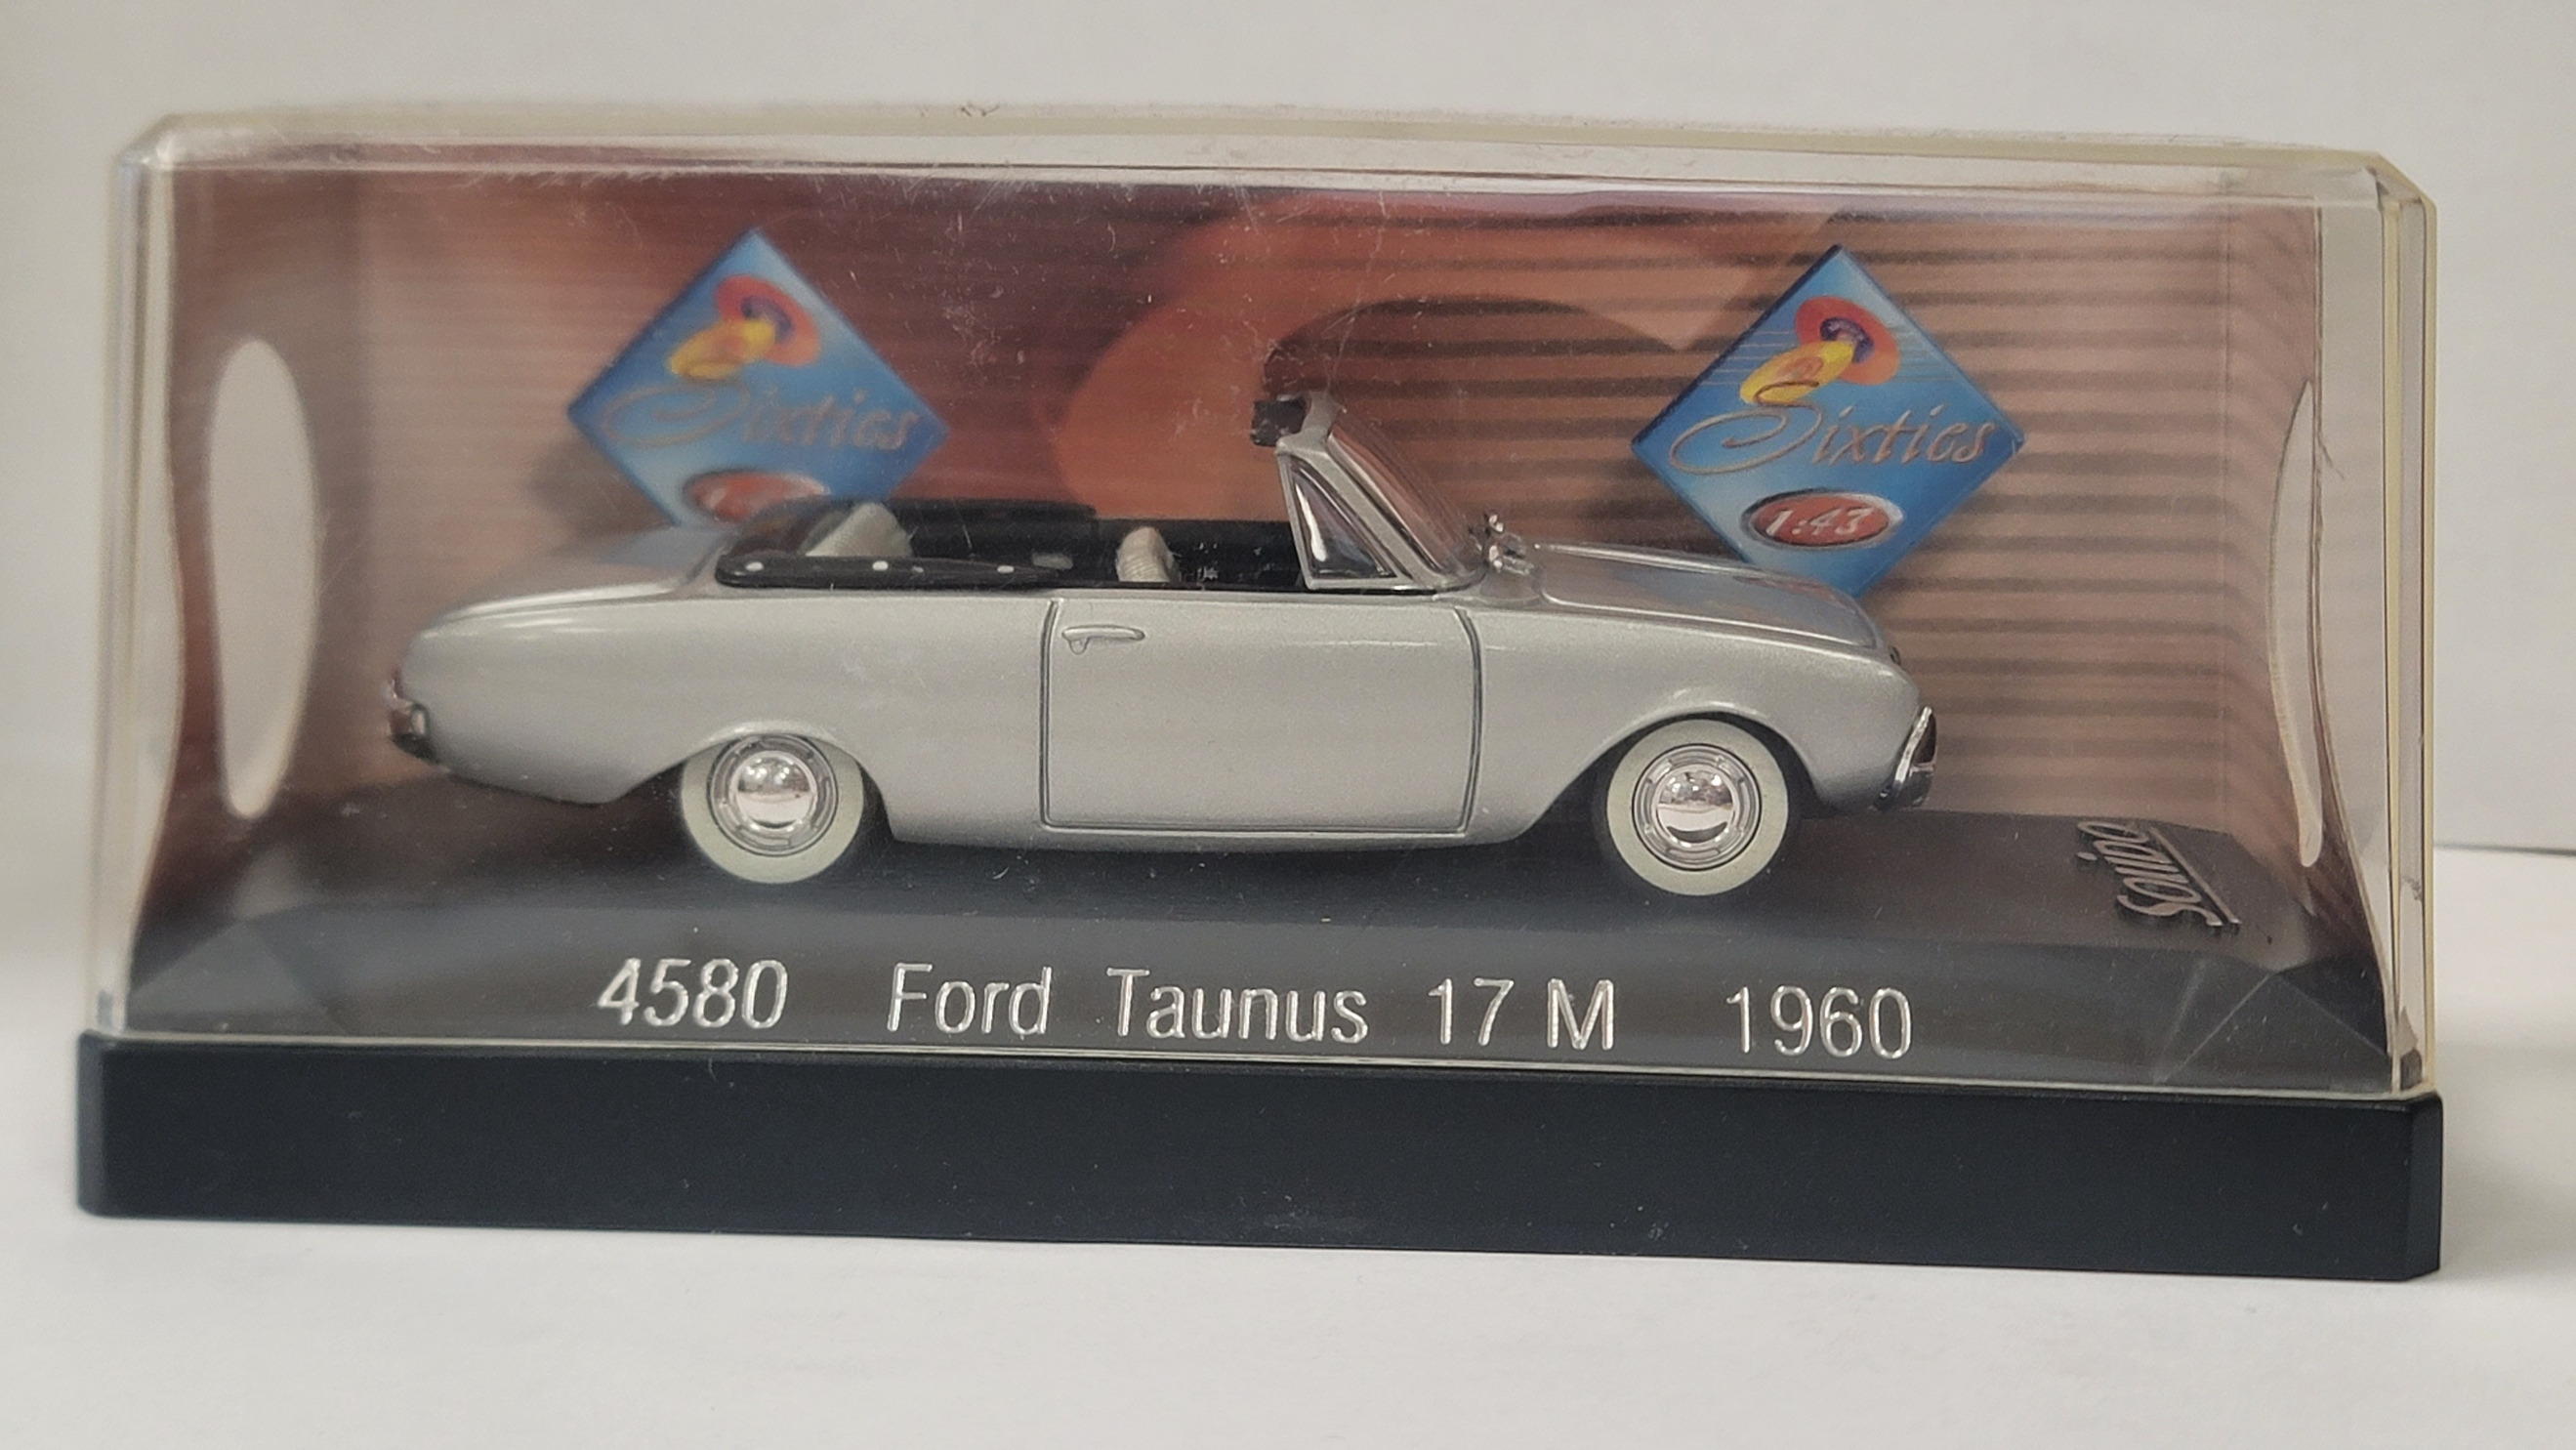 Sixties
Sixties
1:43
solido
4580 Ford Taunus 17 M 1960